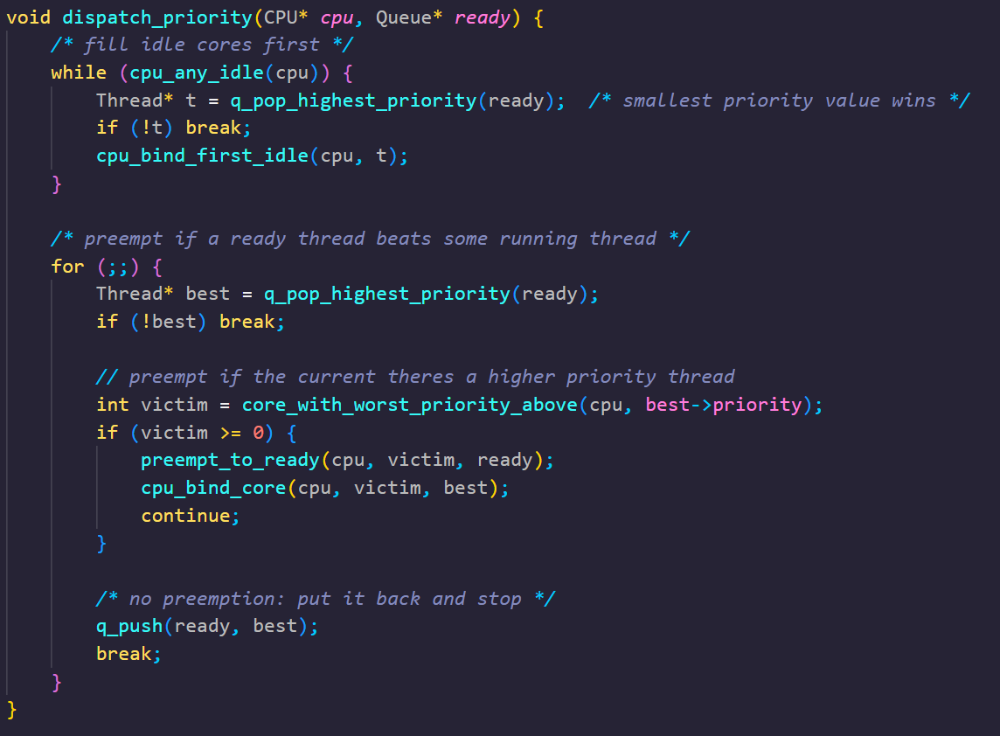 void dispatch_priority(CPU* cpu, Queue* ready) {
    /* fill idle cores first */
    while (cpu_any_idle(cpu)) {
        Thread* t = q_pop_highest_priority(ready);  /* smallest priority value wins */
        if (!t) break;
        cpu_bind_first_idle(cpu, t);
    }

    /* preempt if a ready thread beats some running thread */
    for (;;) {
        Thread* best = q_pop_highest_priority(ready);
        if (!best) break;

        // preempt if the current theres a higher priority thread
        int victim = core_with_worst_priority_above(cpu, best->priority);
        if (victim >= 0) {
            preempt_to_ready(cpu, victim, ready);
            cpu_bind_core(cpu, victim, best);
            continue;
        }

        /* no preemption: put it back and stop */
        q_push(ready, best);
        break;
    }
}